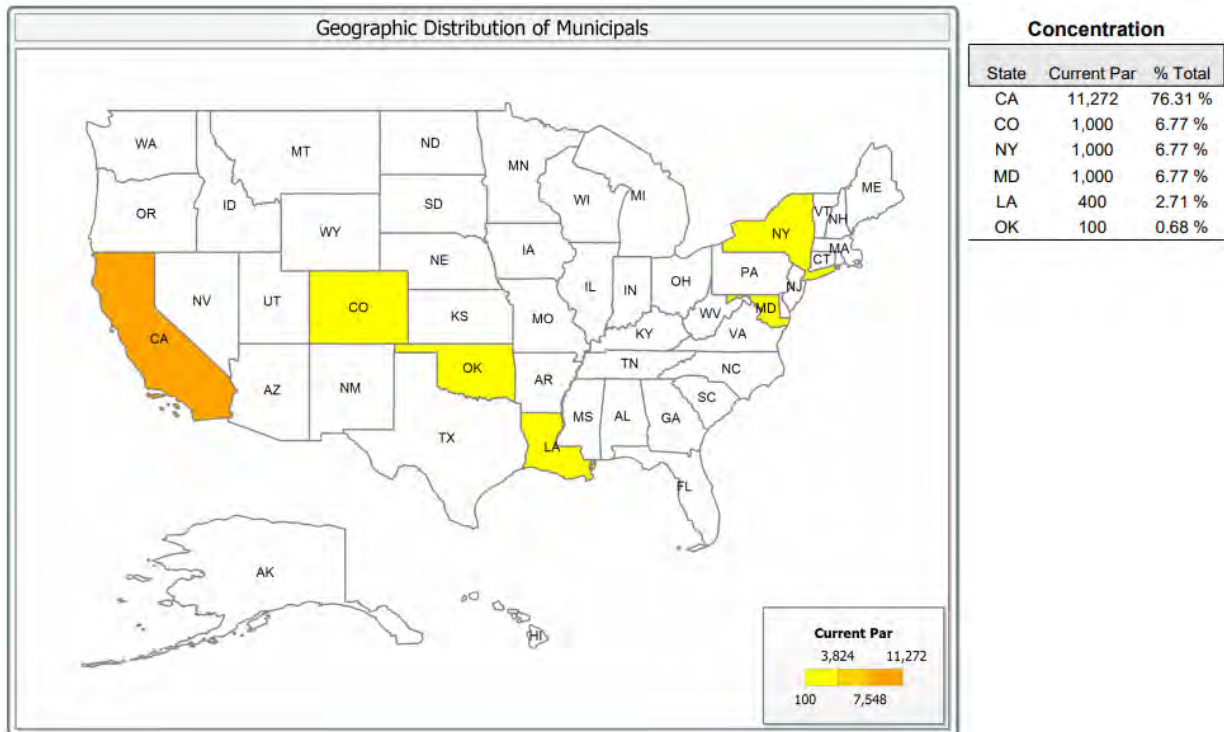 Geographic Distribution of Municipals
WA
MT
ND
MN
ME
OR
ID
SD
WI
MI
VT
NH
WY
NY
MA
CT
IA
NE
PA
NJ
NV
UT
CO
KS
MO
IL
IN
OH
WV
MD
VA
KY
CA
AZ
NM
OK
AR
TN
NC
SC
TX
LA
MS
AL
GA
FL
AK
HI
Current Par
3,824 11,272
100 7,548
Concentration
State Current Par % Total
CA 11,272 76.31 %
CO 1,000 6.77 %
NY 1,000 6.77 %
MD 1,000 6.77 %
LA 400 2.71 %
OK 100 0.68 %